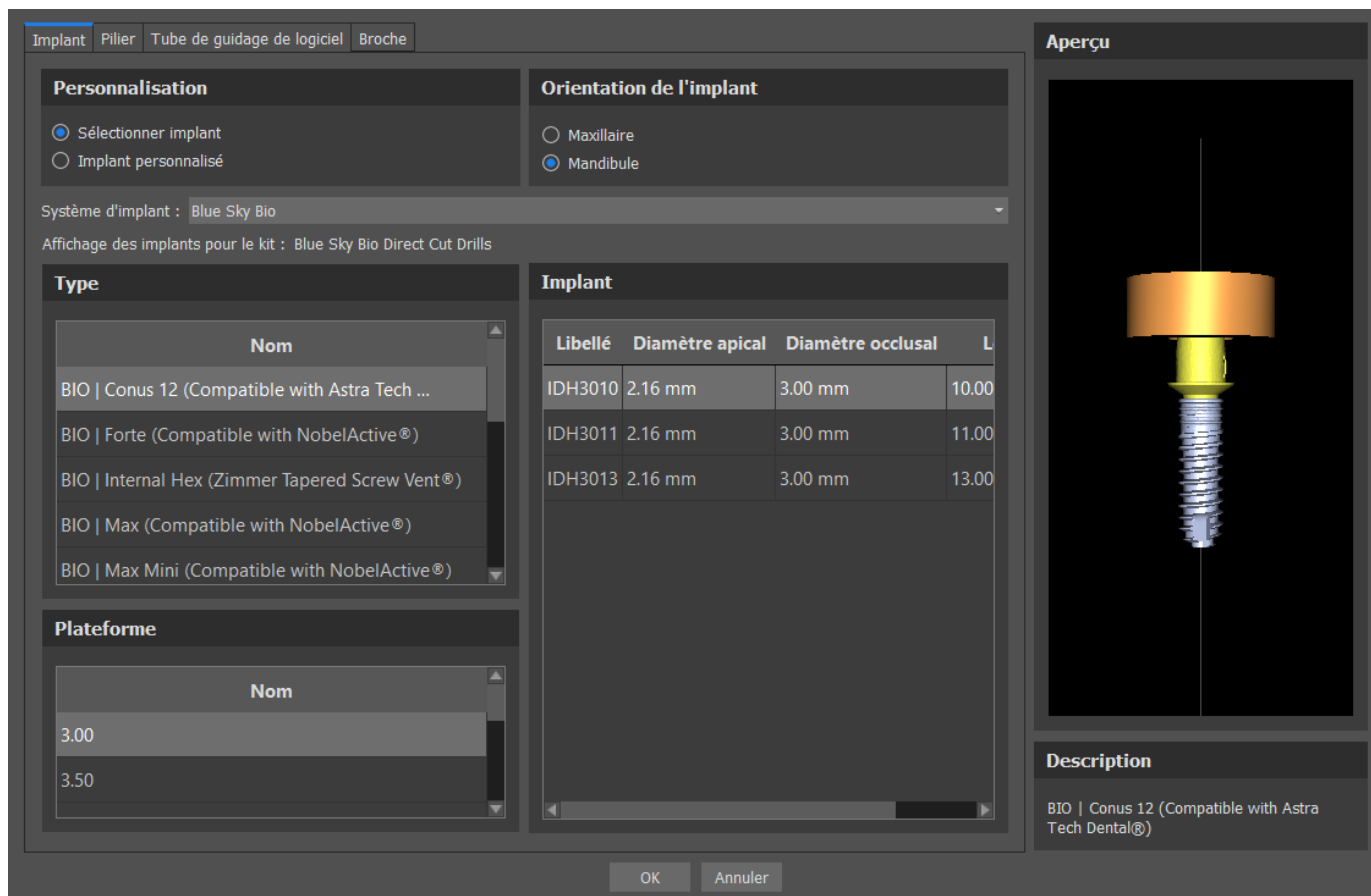 Implant Pilier Tube de guidage de logiciel Broche
Personnalisation
Sélectionner implant
Implant personnalisé
Orientation de l'implant
Maxillaire
Mandibule
Système d'implant : Blue Sky Bio
Affichage des implants pour le kit : Blue Sky Bio Direct Cut Drills
Type
Nom
BIO | Conus 12 (Compatible with Astra Tech ...
BIO | Forte (Compatible with NobelActive®)
BIO | Internal Hex (Zimmer Tapered Screw Vent®)
BIO | Max (Compatible with NobelActive®)
BIO | Max Mini (Compatible with NobelActive®)
Plateforme
Nom
3.00
3.50
Implant
Libellé Diamètre apical Diamètre occlusal
IDH3010 2.16 mm 3.00 mm 10.00
IDH3011 2.16 mm 3.00 mm 11.00
IDH3013 2.16 mm 3.00 mm 13.00
Aperçu
Description
BIO | Conus 12 (Compatible with Astra
Tech Dental®)
OK Annuler